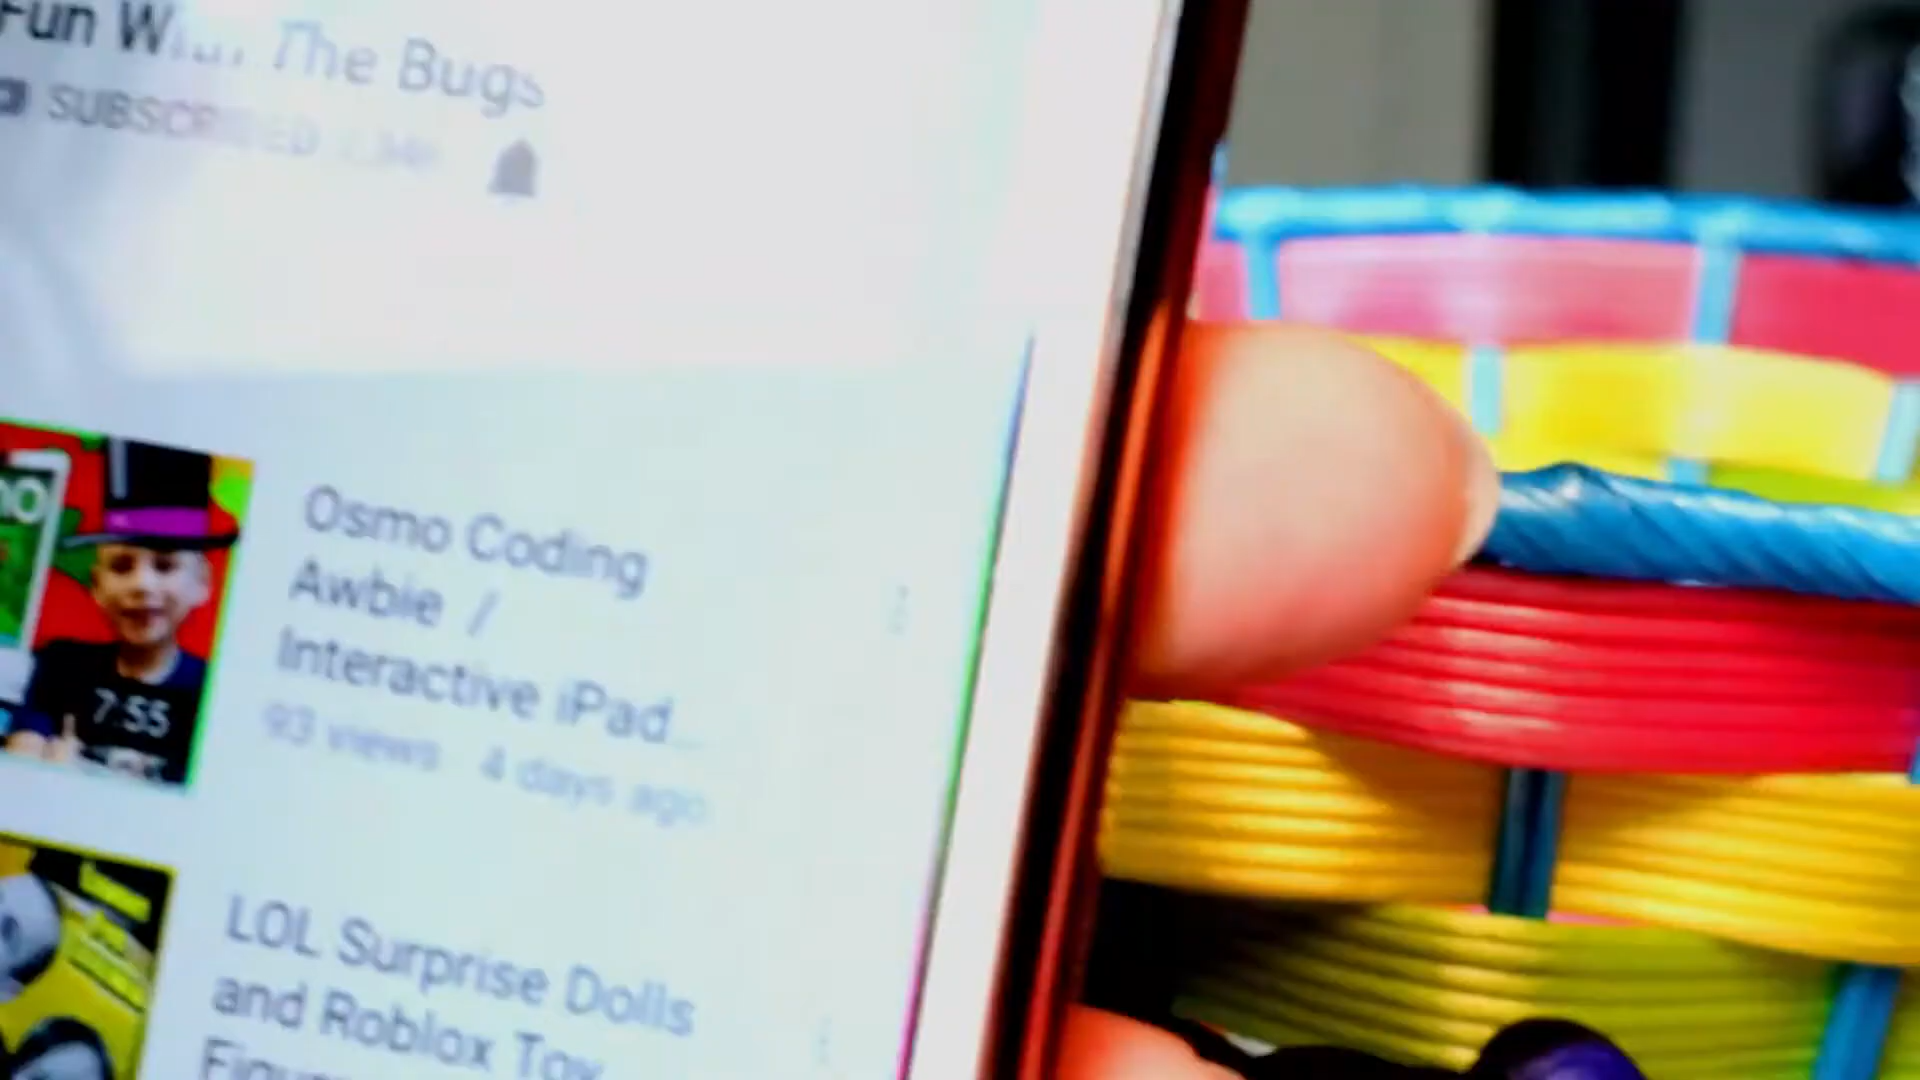 Fun With The Bugs
SUBSCRIBED
Osmo Coding
Awbie /
Interactive iPad...
93 views 4 days ago
7:55
LOL Surprise Dolls
and Roblox Toy